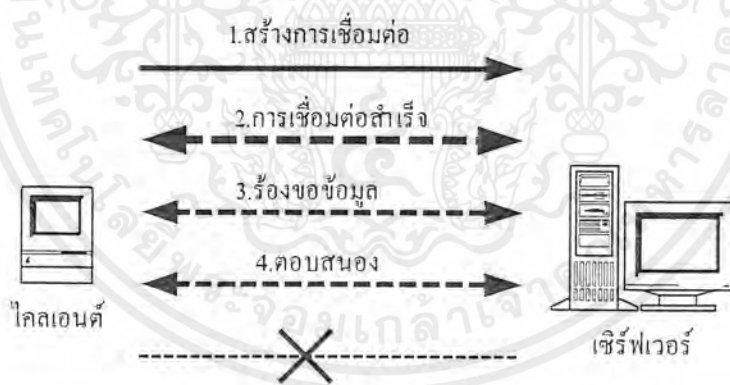 1.สร้างการเชื่อมต่อ
2.การเชื่อมต่อสำเร็จ
3.ร้องขอข้อมูล
4.ตอบสนอง
ไคลเอนต์
เซิร์ฟเวอร์